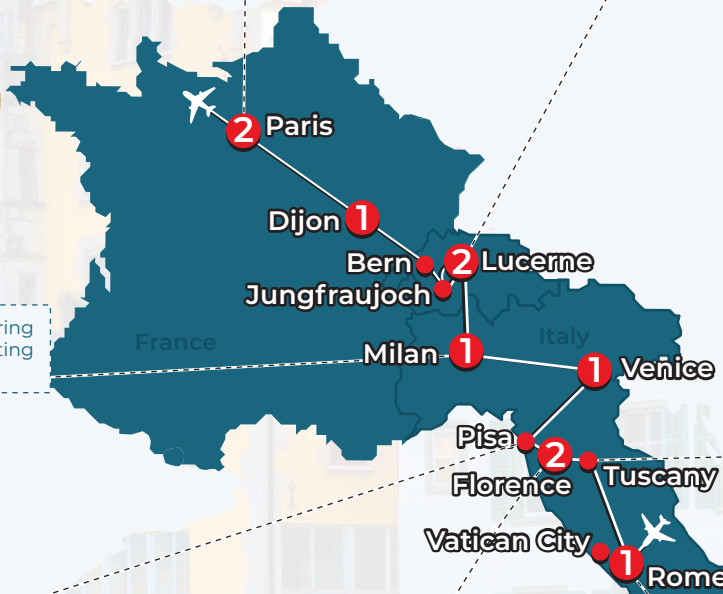 2
Paris
Dijon
1
Bern
2
Lucerne
Jungfraujoch
ring
ting
France
Italy
Milan
1
1
Venice
Pisa
2
Florence
Tuscany
Vatican City
1
Rome